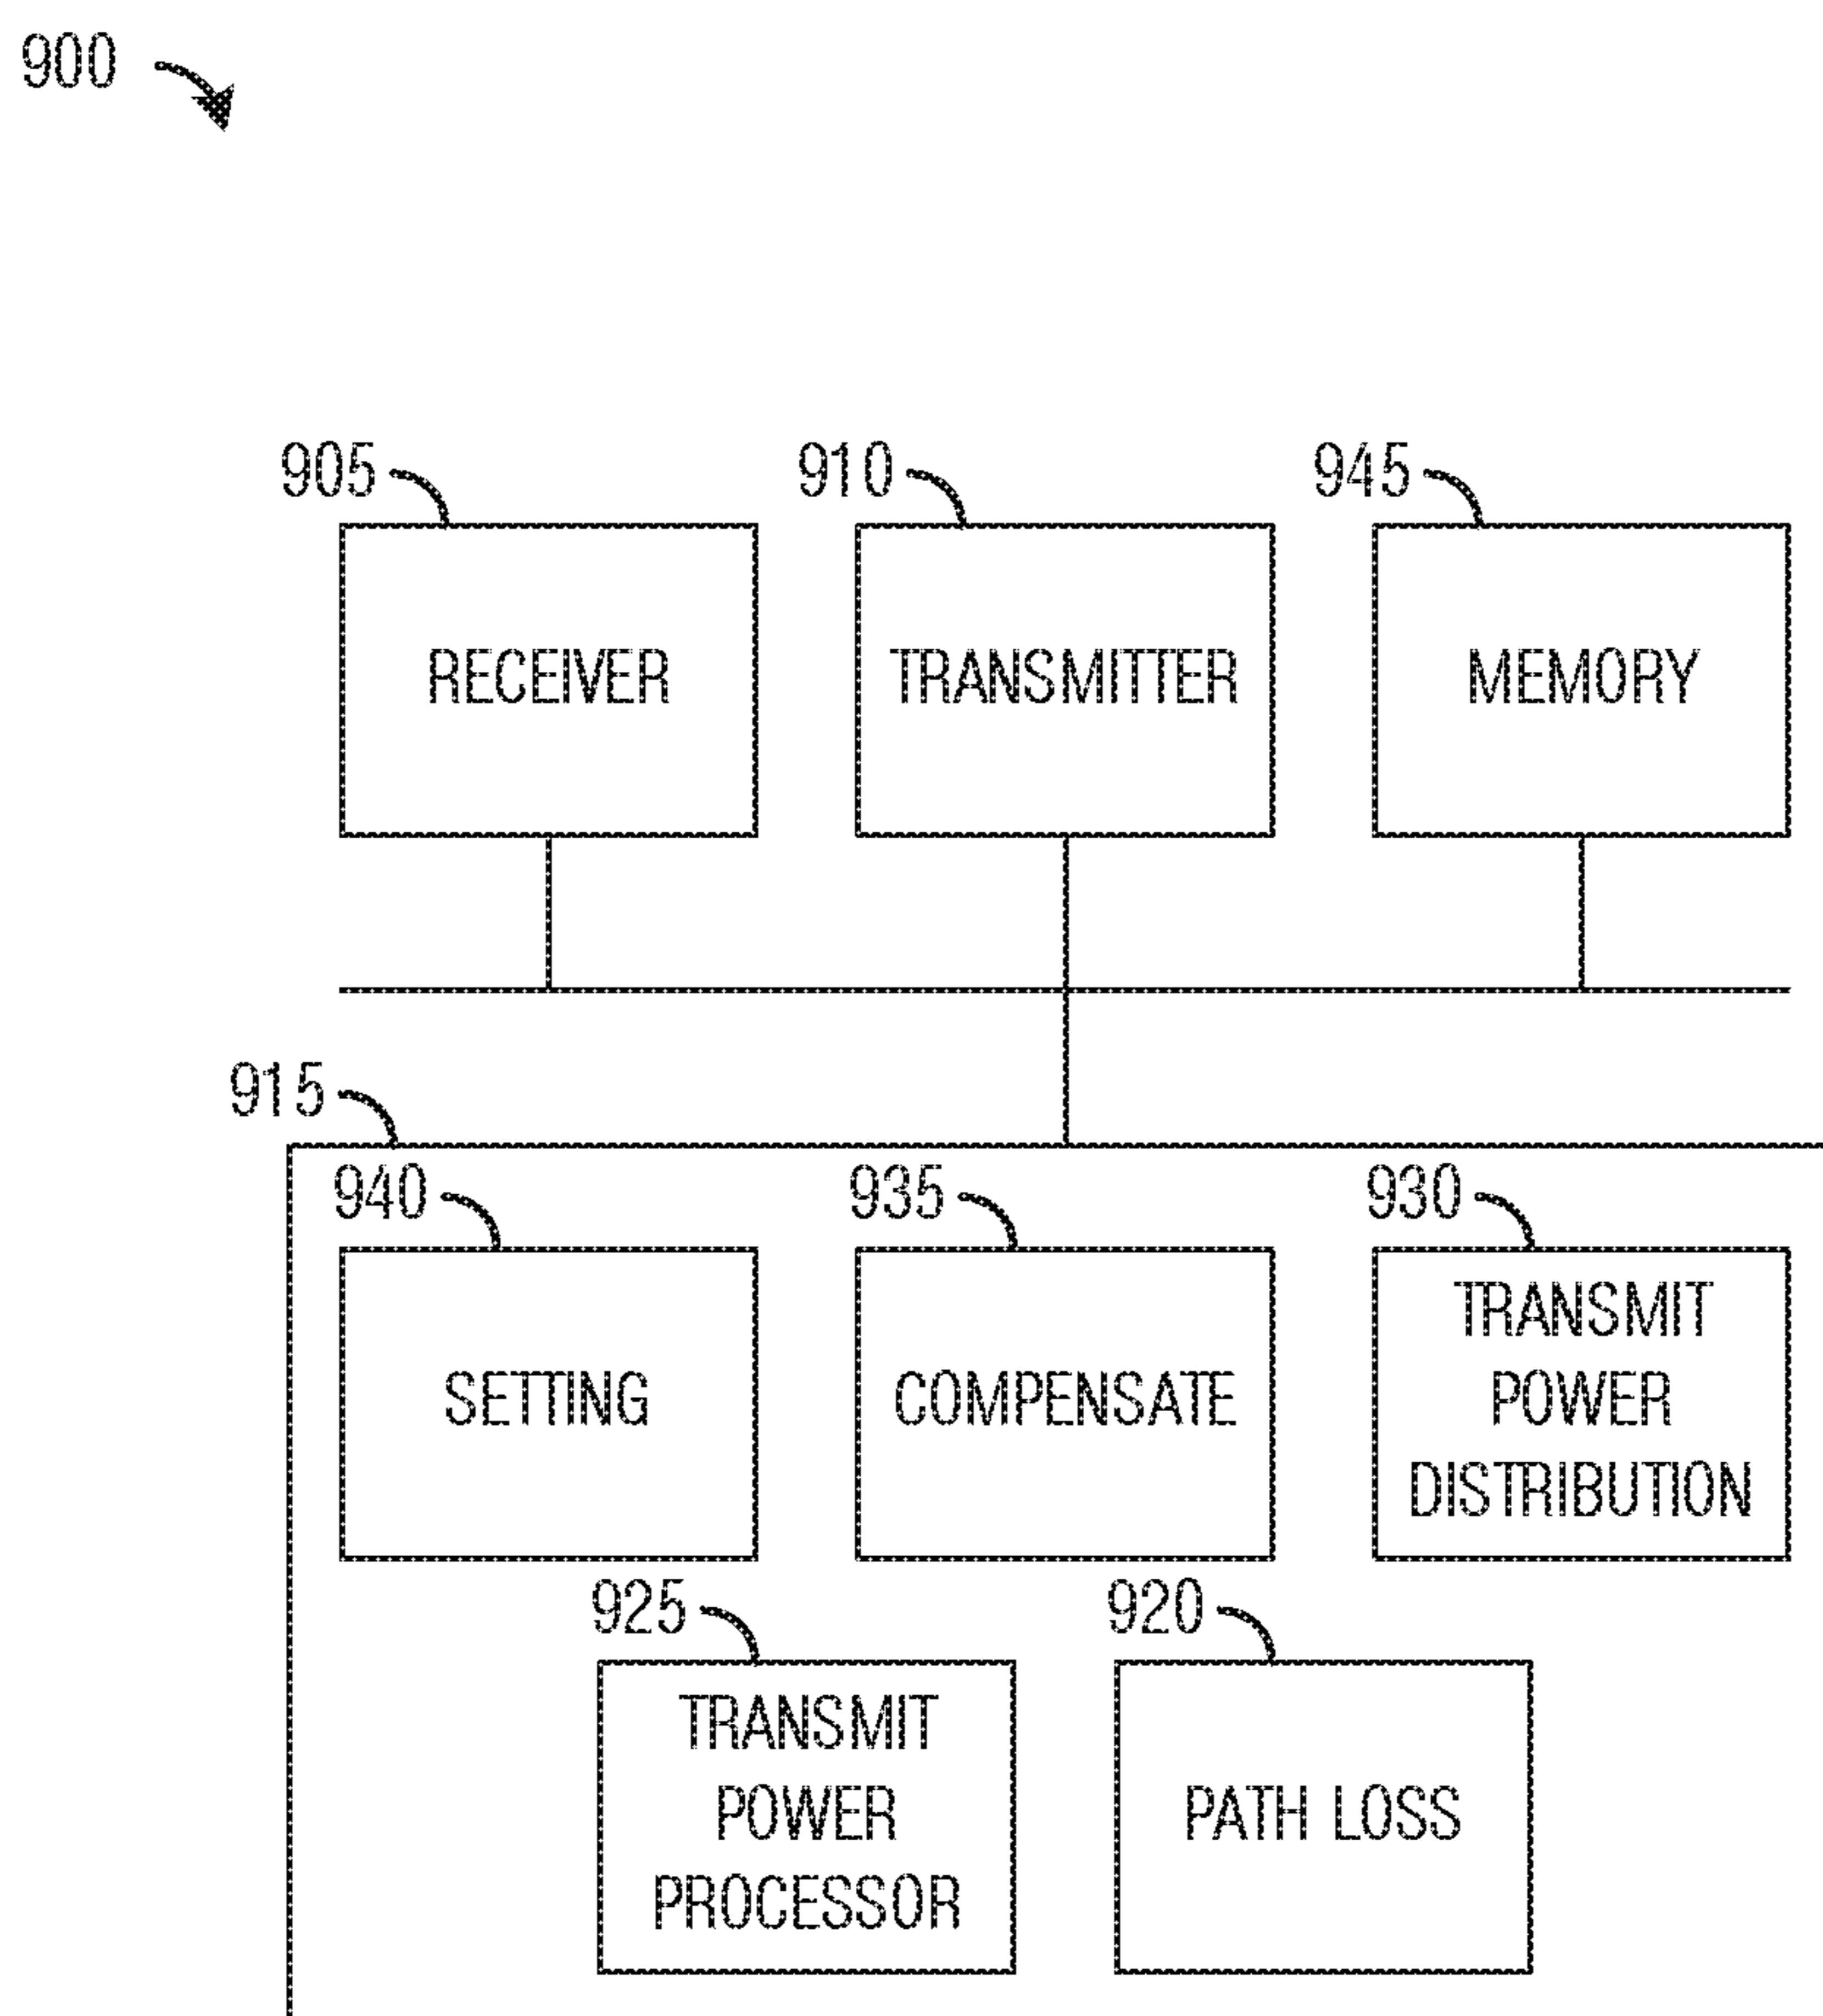 900
905
910
945
RECEIVER
TRANSMITTER
MEMORY
915
940
935
930
SETTING
COMPENSATE
TRANSMIT
POWER
DISTRIBUTION
925
920
TRANSMIT
POWER
PROCESSOR
PATH LOSS